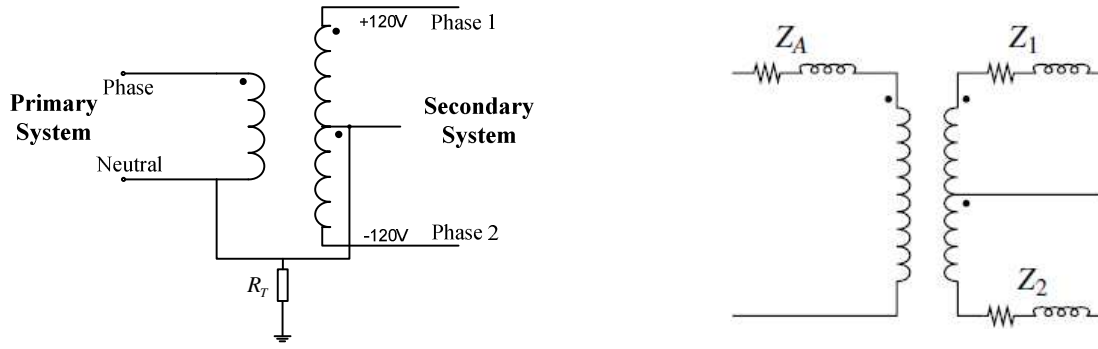 +120V
Phase 1
Phase
Primary
System
Neutral
Secondary
System
-120V
Phase 2
R_T
Z_A
Z_1
Z_2